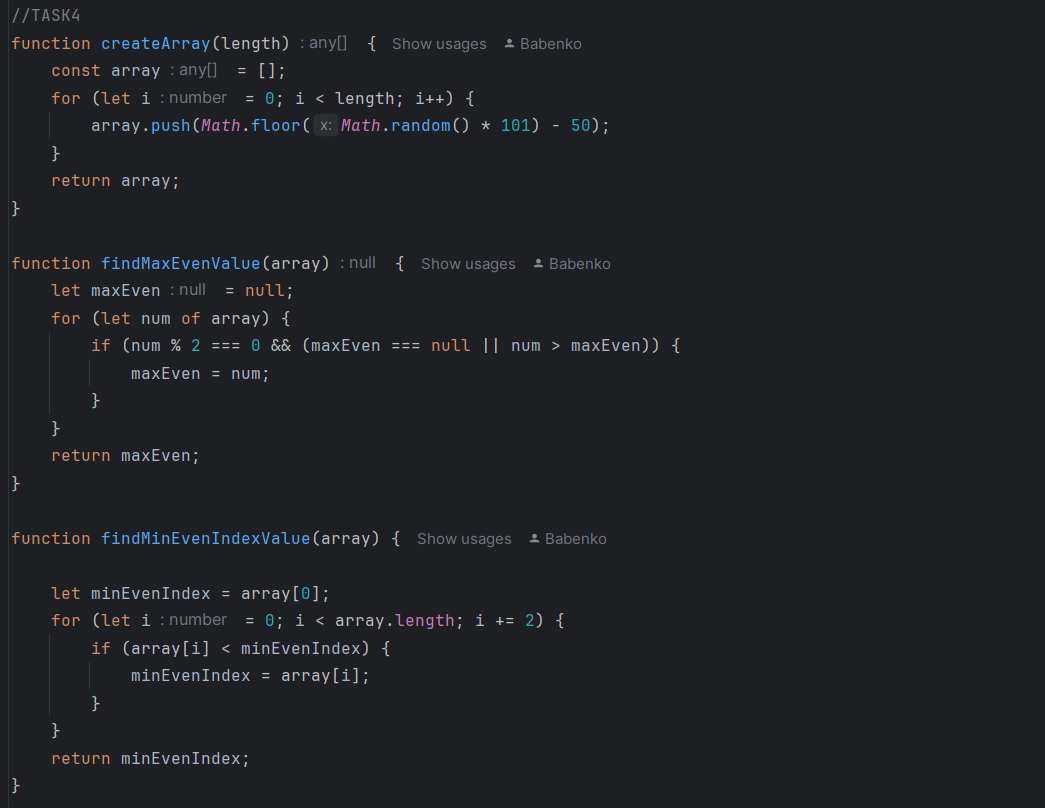 //TASK4
function createArray(length) : any[] { Show usages Babenko
    const array : any[] = [];
    for (let i : number = 0; i < length; i++) {
        array.push(Math.floor( x: Math.random() * 101) - 50);
    }
    return array;
}
function findMaxEvenValue(array) : null { Show usages Babenko
    let maxEven : null = null;
    for (let num of array) {
        if (num % 2 === 0 && (maxEven === null || num > maxEven)) {
            maxEven = num;
        }
    }
    return maxEven;
}
function findMinEvenIndexValue(array) { Show usages Babenko
    let minEvenIndex = array[0];
    for (let i : number = 0; i < array.length; i += 2) {
        if (array[i] < minEvenIndex) {
            minEvenIndex = array[i];
        }
    }
    return minEvenIndex;
}